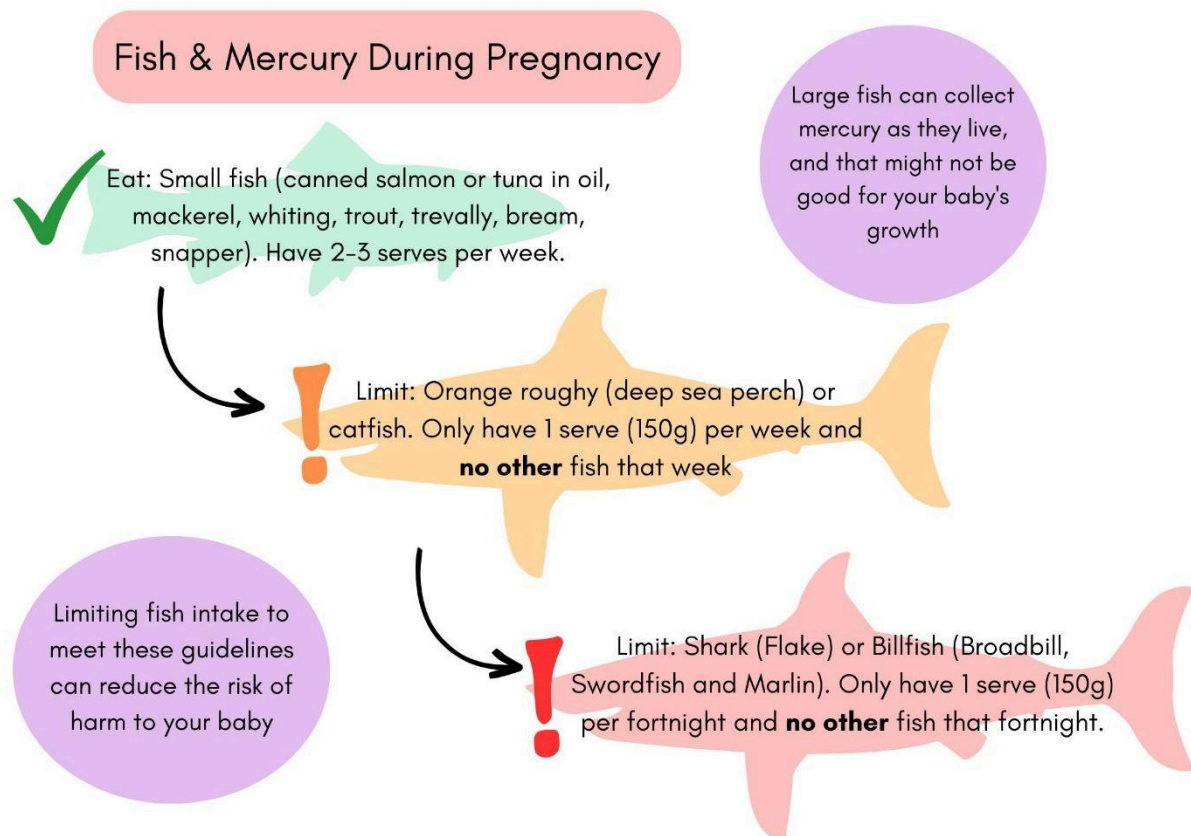 Fish & Mercury During Pregnancy
Large fish can collect
mercury as they live,
and that might not be
good for your baby's
growth
Eat: Small fish (canned salmon or tuna in oil,
mackerel, whiting, trout, trevally, bream,
snapper). Have 2-3 serves per week.
Limit: Orange roughy (deep sea perch) or
catfish. Only have 1 serve (150g) per week and
no other fish that week
Limiting fish intake to
meet these guidelines
can reduce the risk of
harm to your baby
Limit: Shark (Flake) or Billfish (Broadbill,
Swordfish and Marlin). Only have 1 serve (150g)
per fortnight and no other fish that fortnight.